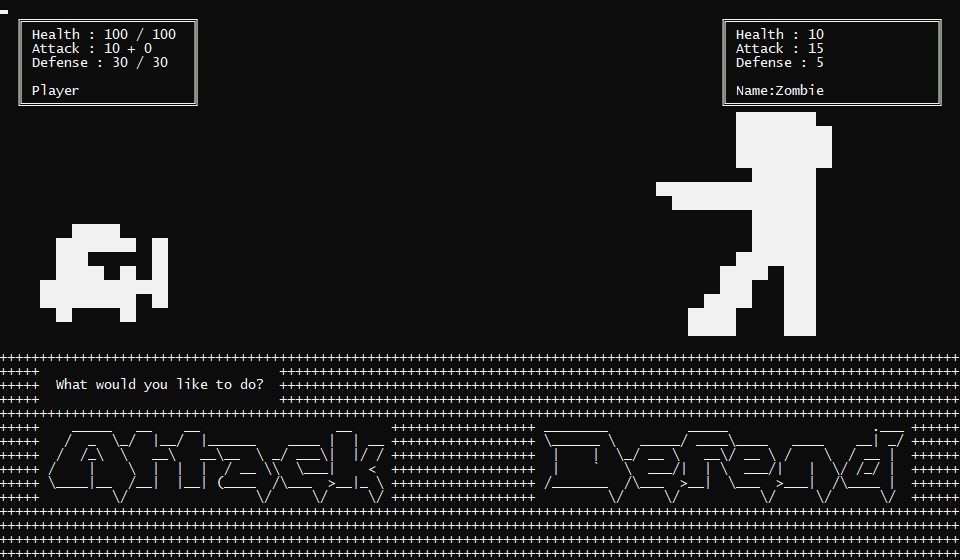 Health : 100 / 100
Attack : 10 + 0
Defense : 30 / 30
Player
Health : 10
Attack : 15
Defense : 5
Name:Zombie
What would you like to do?
Attack
Defend